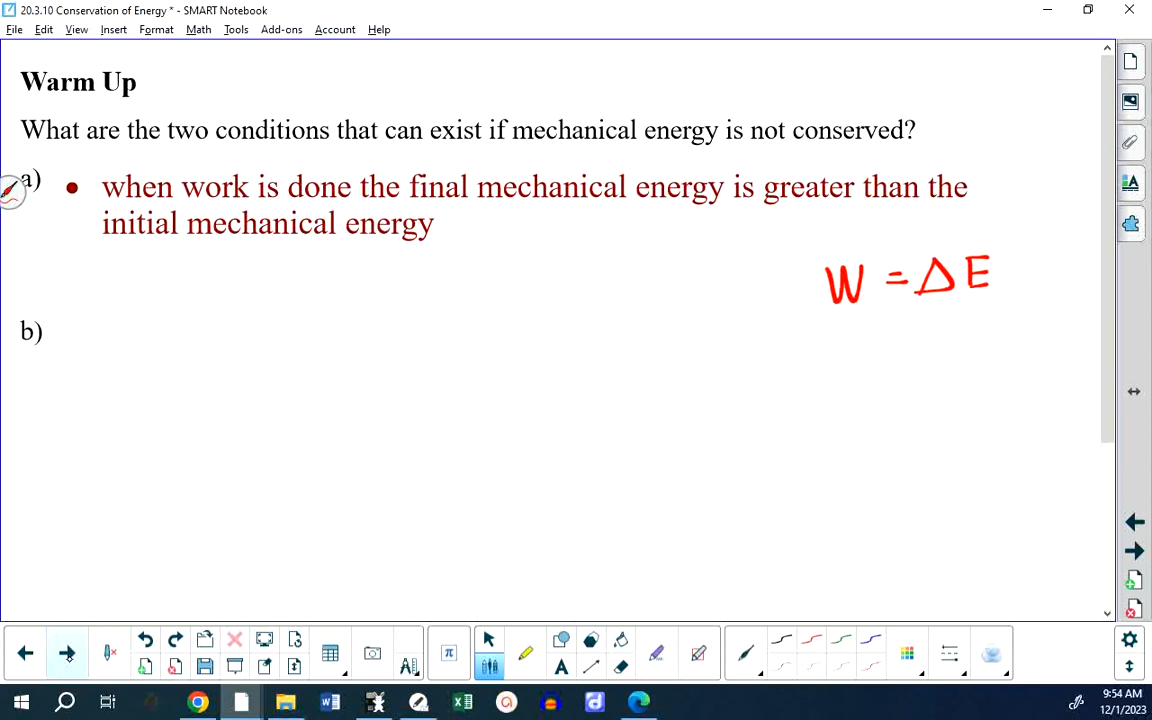 20.3.10 Conservation of Energy * - SMART Notebook
File Edit View Insert Format Math Tools Add-ons Account Help
Warm Up
What are the two conditions that can exist if mechanical energy is not conserved?
a) • when work is done the final mechanical energy is greater than the
initial mechanical energy
W = Δ E
b)
9:54 AM
12/1/2023